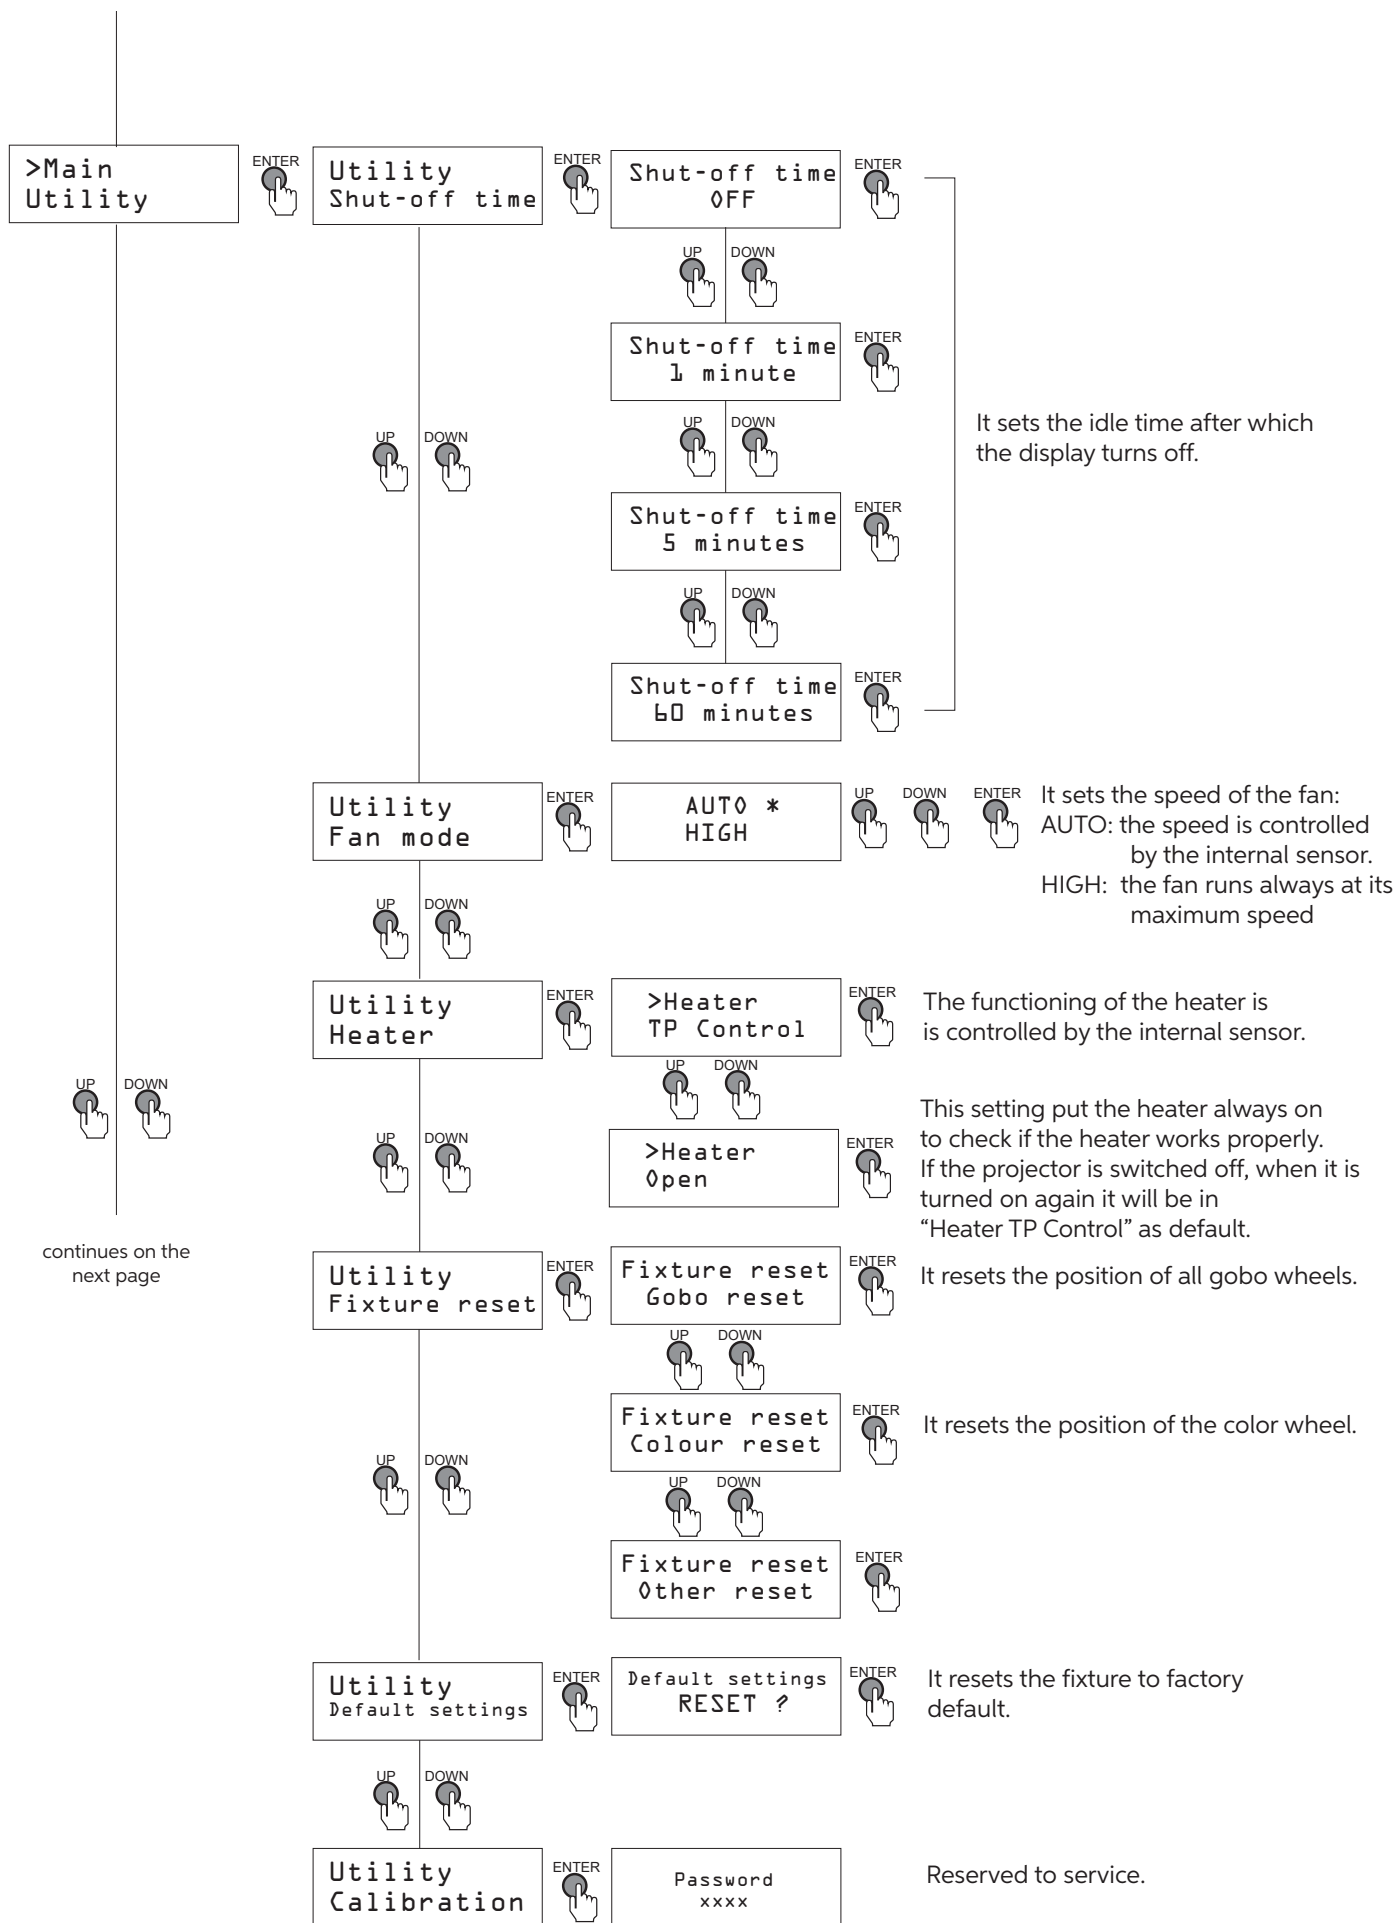 >Main
Utility
ENTER
Utility
Shut-off time
ENTER
Shut-off time
OFF
ENTER
UP DOWN
Shut-off time
1 minute
ENTER
UP DOWN
Shut-off time
5 minutes
ENTER
UP DOWN
Shut-off time
60 minutes
ENTER
It sets the idle time after which
the display turns off.
UP DOWN
Utility
Fan mode
ENTER
AUTO *
HIGH
UP DOWN ENTER
It sets the speed of the fan:
AUTO: the speed is controlled
by the internal sensor.
HIGH: the fan runs always at its
maximum speed
UP DOWN
Utility
Heater
ENTER
>Heater
TP Control
ENTER
The functioning of the heater is
is controlled by the internal sensor.
UP DOWN
>Heater
Open
ENTER
This setting put the heater always on
to check if the heater works properly.
If the projector is switched off, when it is
turned on again it will be in
“Heater TP Control” as default.
UP DOWN
UP DOWN
continues on the
next page
Utility
Fixture reset
ENTER
Fixture reset
Gobo reset
ENTER
It resets the position of all gobo wheels.
UP DOWN
Fixture reset
Colour reset
ENTER
It resets the position of the color wheel.
UP DOWN
Fixture reset
Other reset
ENTER
UP DOWN
Utility
Default settings
ENTER
Default settings
RESET ?
ENTER
It resets the fixture to factory
default.
UP DOWN
Utility
Calibration
ENTER
Password
xxxx
Reserved to service.